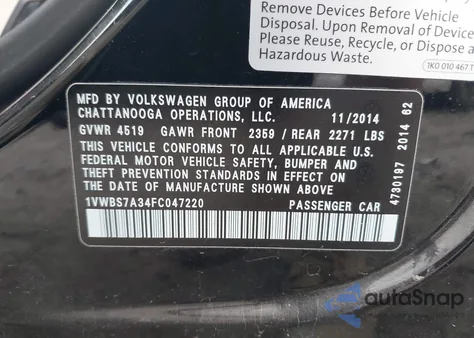 Remove Devices Before Vehicle
Disposal. Upon Removal of Device
Please Reuse, Recycle, or Dispose a
Hazardous Waste.
1K0 010 467 T
MFD BY VOLKSWAGEN GROUP OF AMERICA
CHATTANOOGA OPERATIONS, LLC. 11/2014
GVWR 4519 GAWR FRONT 2359 / REAR 2271 LBS
THIS VEHICLE CONFORMS TO ALL APPLICABLE U.S.
FEDERAL MOTOR VEHICLE SAFETY, BUMPER AND
THEFT PREVENTION STANDARDS IN EFFECT ON THE
DATE OF MANUFACTURE SHOWN ABOVE
1VWBS7A34FC047220 PASSENGER CAR
4730197 2014 62
autoSnap